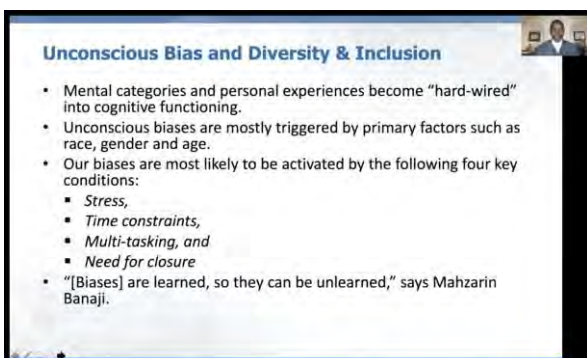 Unconscious Bias and Diversity & Inclusion
• Mental categories and personal experiences become “hard-wired”
into cognitive functioning.
• Unconscious biases are mostly triggered by primary factors such as
race, gender and age.
• Our biases are most likely to be activated by the following four key
conditions:
▪ Stress,
▪ Time constraints,
▪ Multi-tasking, and
▪ Need for closure
• “[Biases] are learned, so they can be unlearned,” says Mahzarin
Banaji.